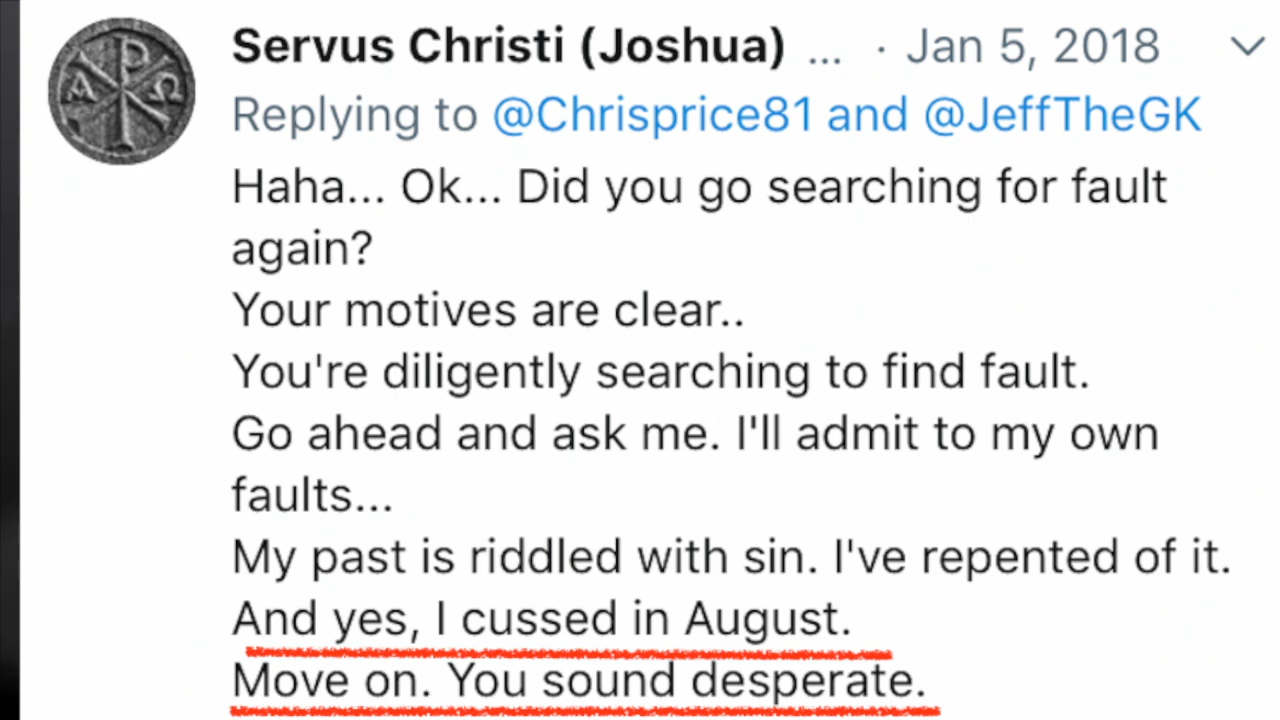 Servus Christi (Joshua) ... · Jan 5, 2018
Replying to @Chrisprice81 and @JeffTheGK
Haha... Ok... Did you go searching for fault
again?
Your motives are clear..
You're diligently searching to find fault.
Go ahead and ask me. I'll admit to my own
faults...
My past is riddled with sin. I've repented of it.
And yes, I cussed in August.
Move on. You sound desperate.